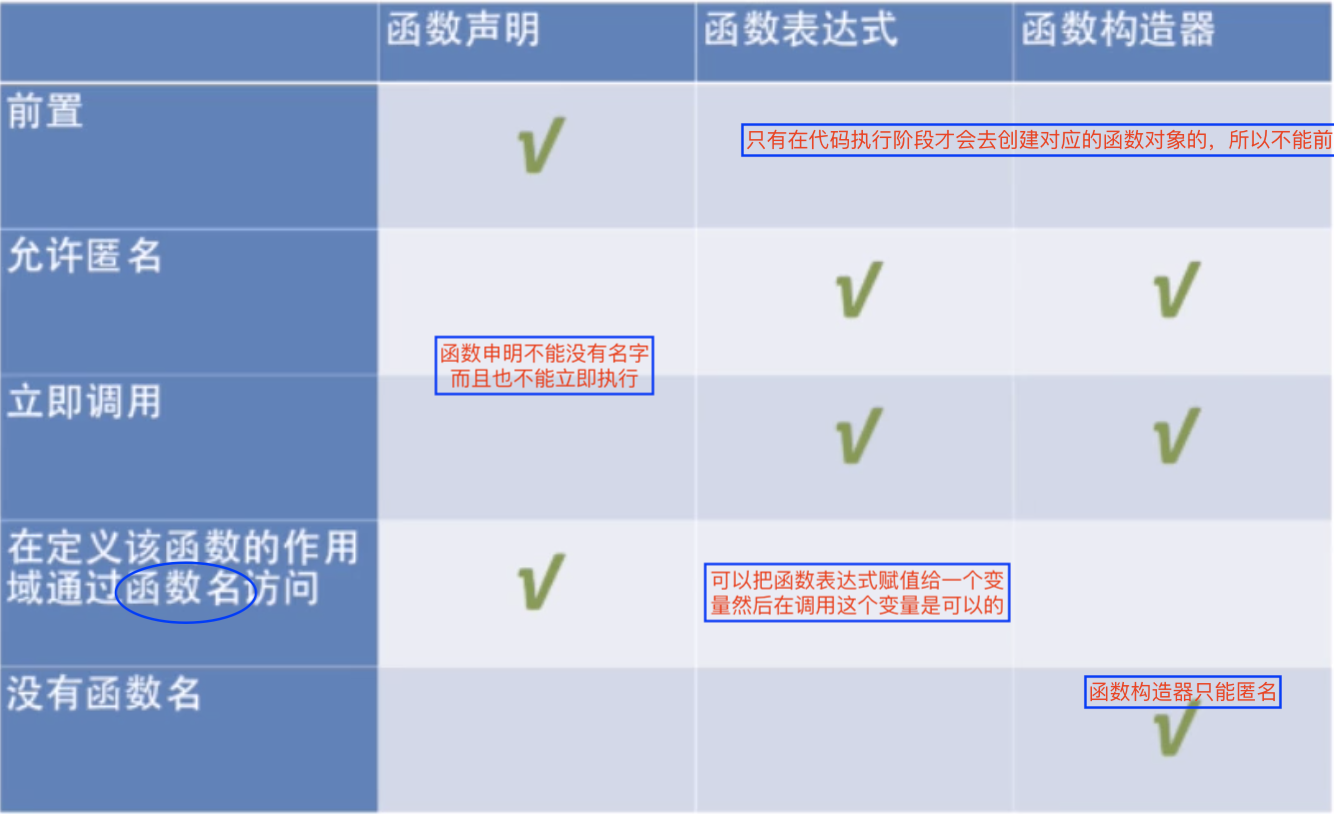 函数声明 函数表达式 函数构造器
前置 √
只有在代码执行阶段才会去创建对应的函数对象的，所以不能前
允许匿名 √ √
函数申明不能没有名字
而且也不能立即执行
立即调用 √ √
在定义该函数的作用
域通过函数名访问
√
可以把函数表达式赋值给一个变
量然后在调用这个变量是可以的
没有函数名
函数构造器只能匿名
√